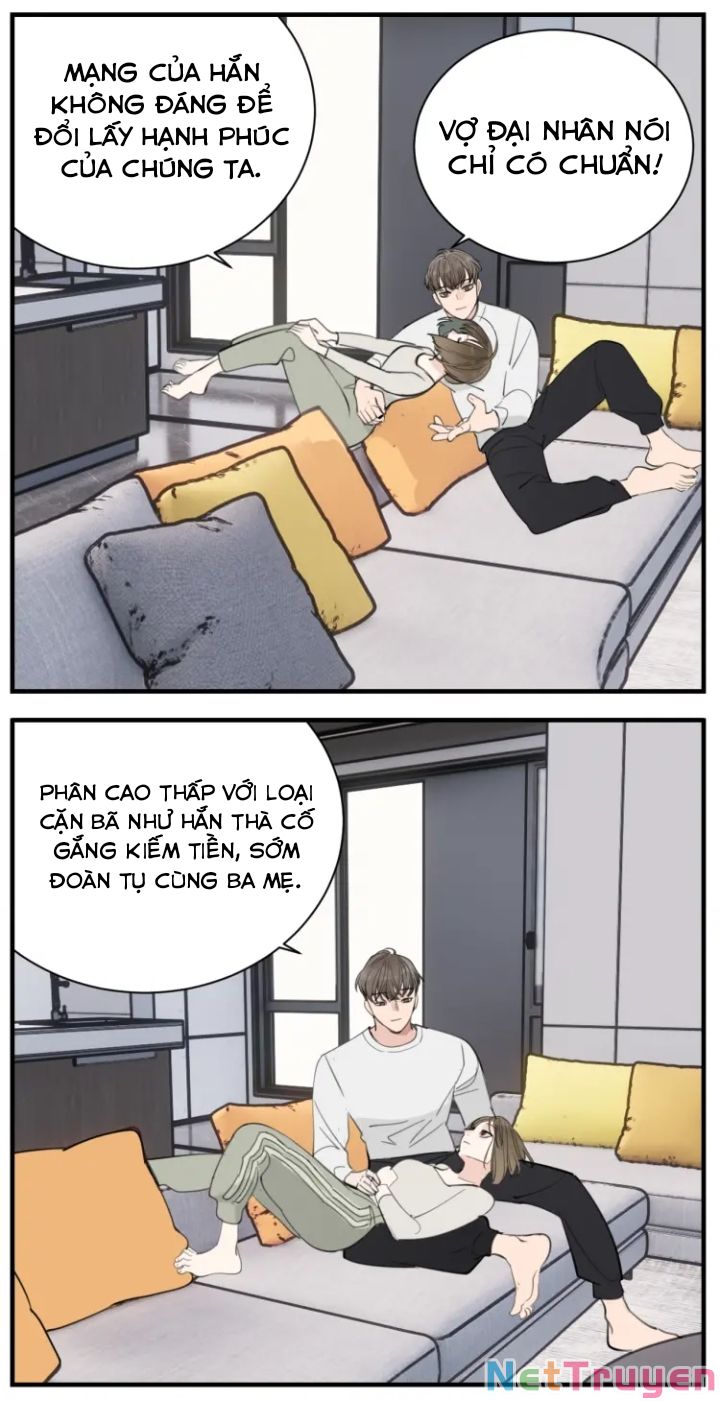 MẠNG CỦA HẮN
KHÔNG ĐÁNG ĐỂ
ĐỔI LẤY HẠNH PHÚC
CỦA CHÚNG TA.
VỢ ĐẠI NHÂN NÓI
CHỈ CÓ CHUẨN!
PHÂN CAO THẤP VỚI LOẠI
CẶN BÃ NHƯ HẮN THÀ CỐ
GẮNG KIẾM TIỀN, SỚM
ĐOÀN TỤ CÙNG BA MẸ.
NetTruyen